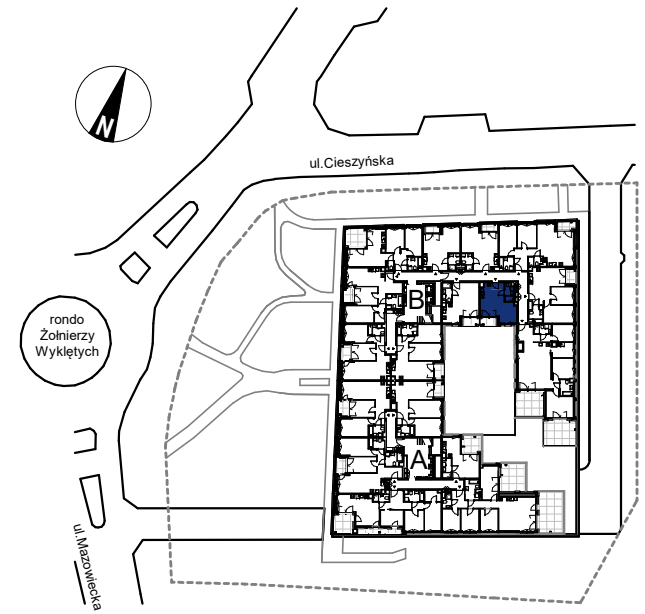 N
ul.Cieszyńska
B
rondo
Żołnierzy
Wyklętych
A
ul.Mazowiecka